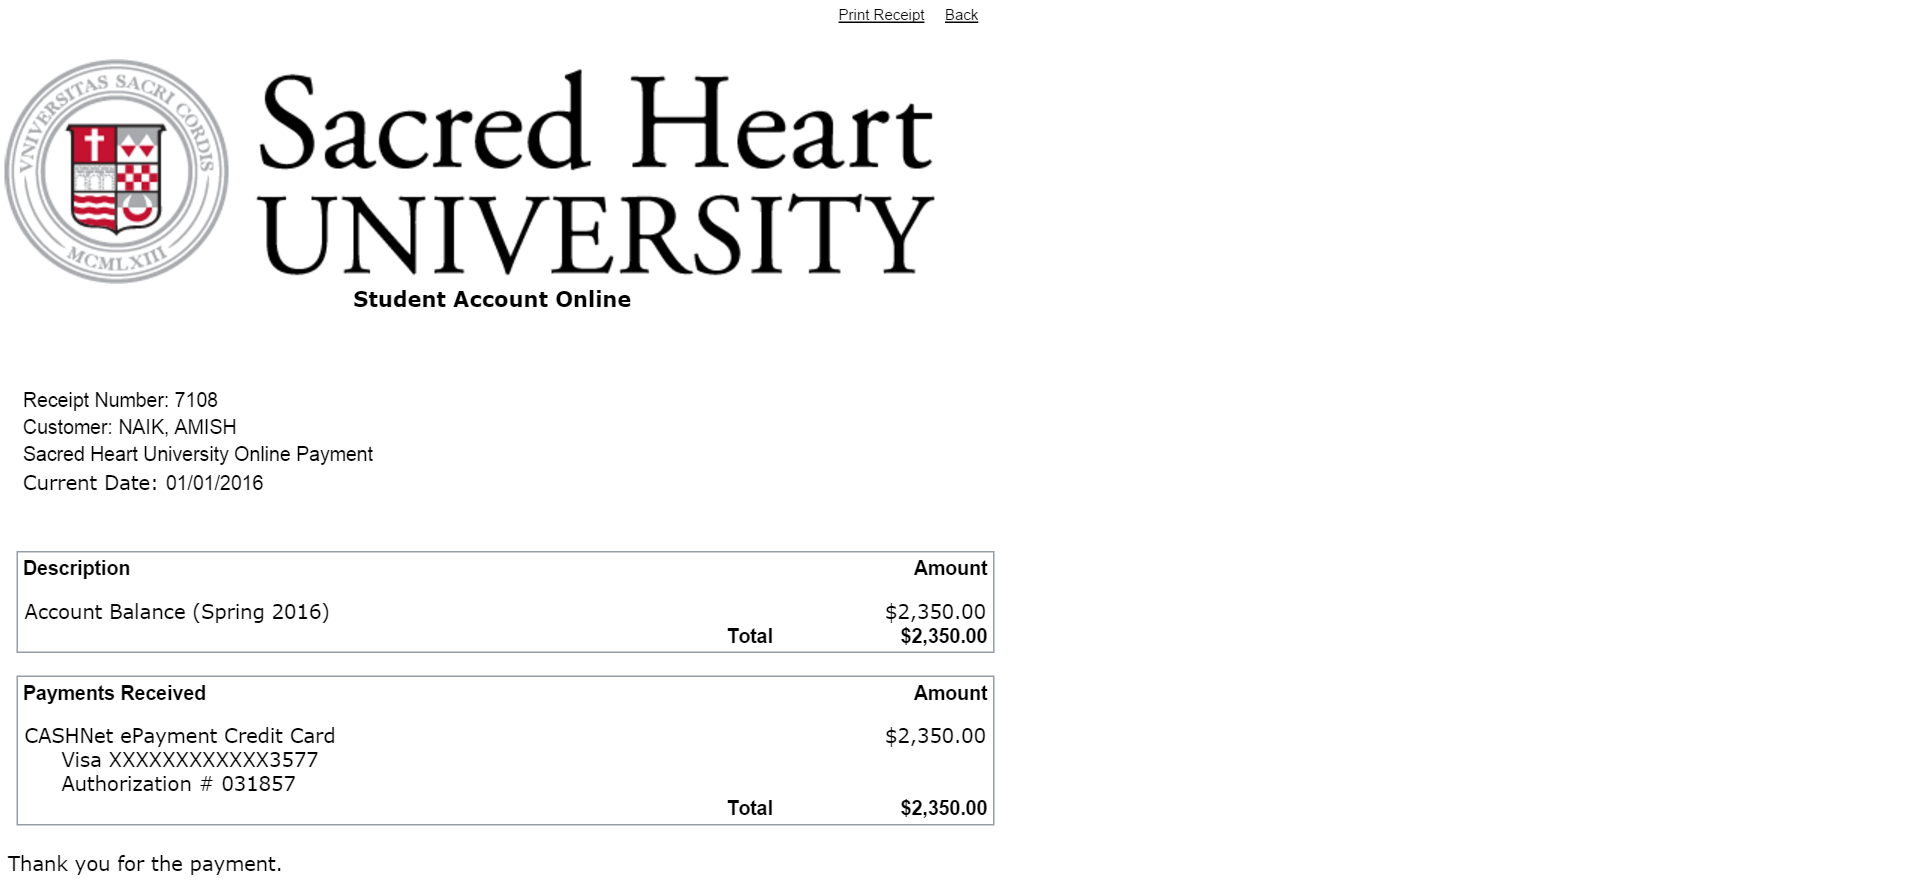 Print Receipt Back
VNIVERSITAS SACRI CORDIS
MCMLXIII
Sacred Heart
UNIVERSITY
Student Account Online
Receipt Number: 7108
Customer: NAIK, AMISH
Sacred Heart University Online Payment
Current Date: 01/01/2016
Description Amount
Account Balance (Spring 2016) $2,350.00
Total $2,350.00
Payments Received Amount
CASHNet ePayment Credit Card $2,350.00
Visa XXXXXXXXXXXX3577
Authorization # 031857
Total $2,350.00
Thank you for the payment.